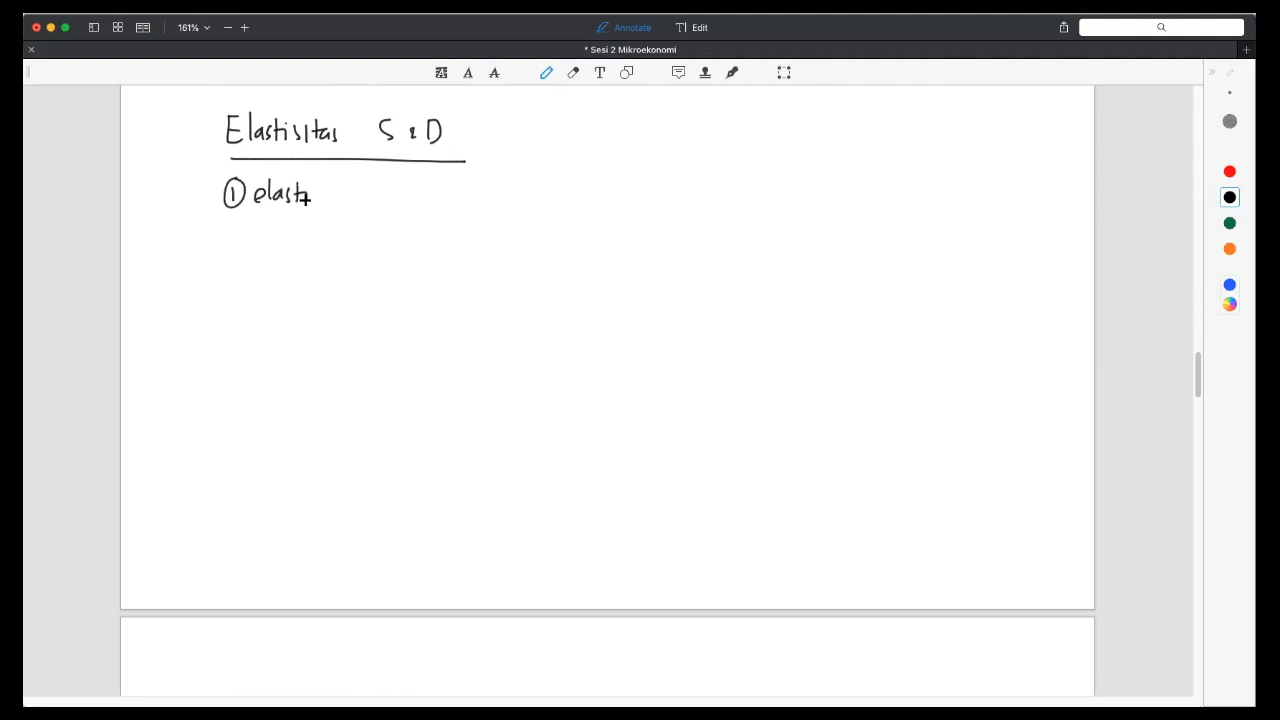 161%
Annotate
Edit
* Sesi 2 Mikroekonomi
Elastisitas S & D
① elast